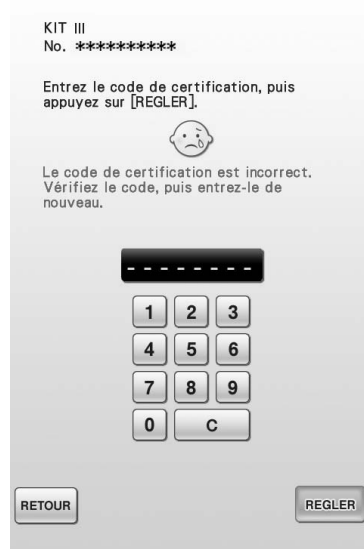 KIT III
No. **********
Entrez le code de certification, puis
appuyez sur [REGLER].
Le code de certification est incorrect.
Vérifiez le code, puis entrez-le de
nouveau.
- - - - - - - -
1 2 3
4 5 6
7 8 9
0 C
RETOUR REGLER